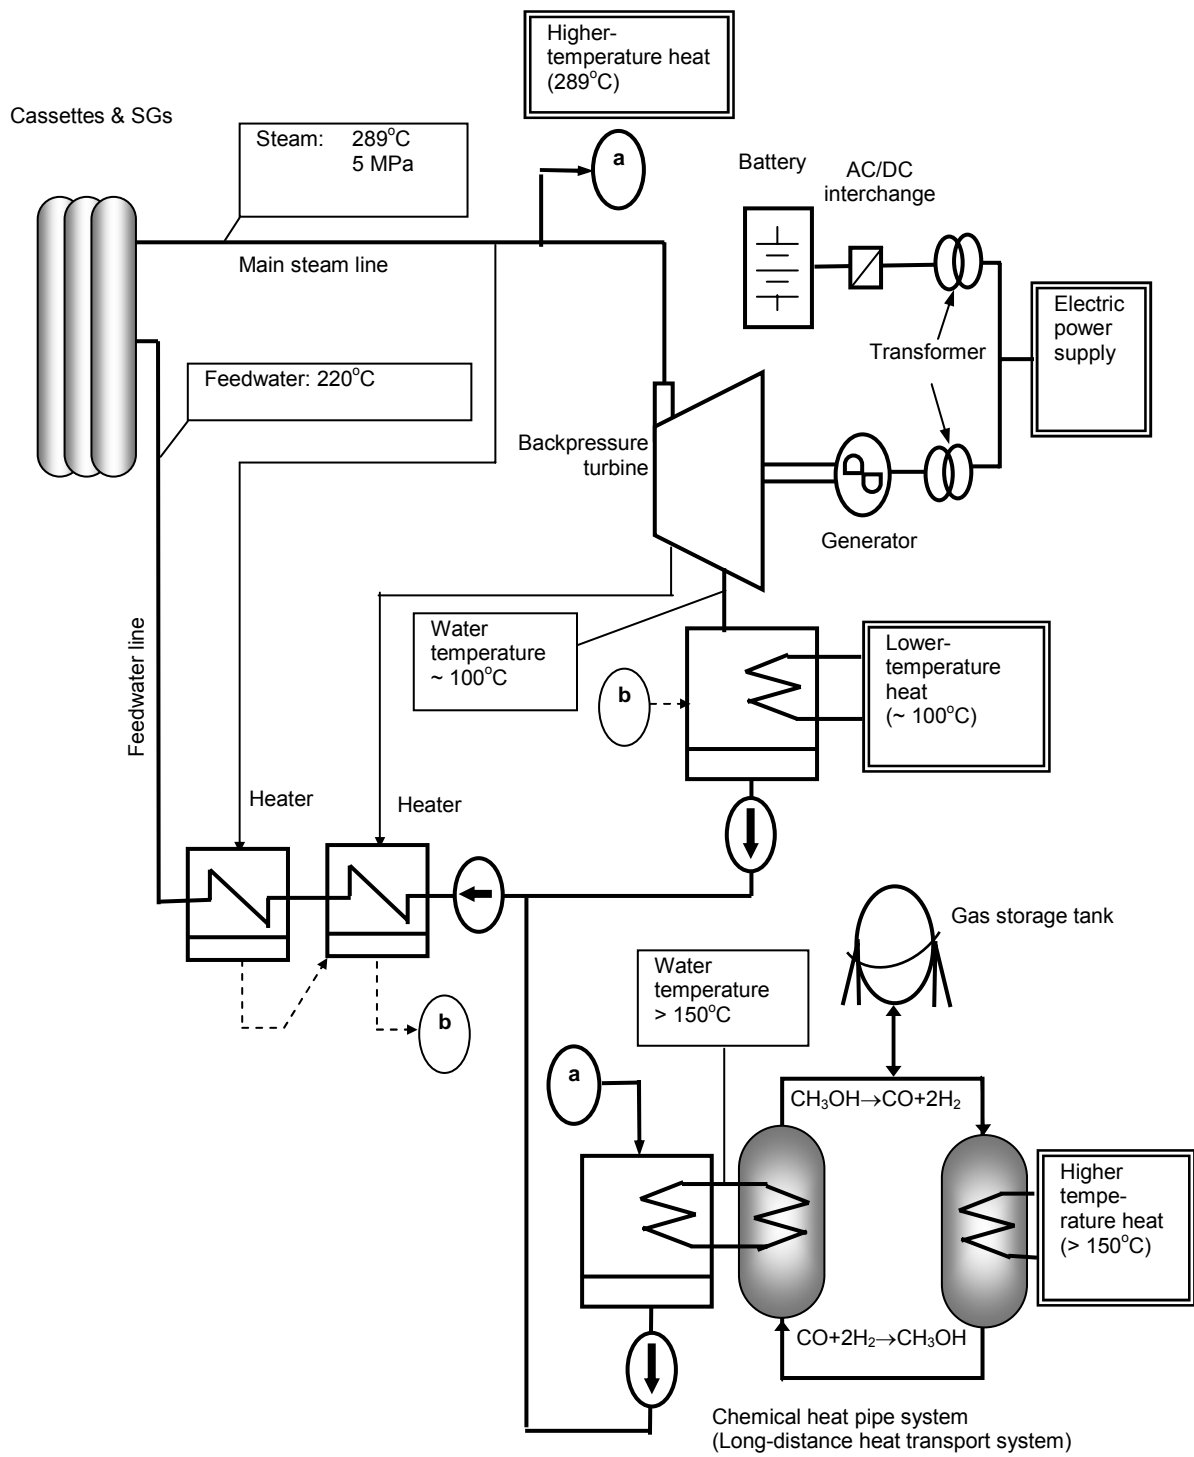 Higher-
temperature heat
(289°C)
Cassettes & SGs
Steam: 289°C
5 MPa
a
Battery
AC/DC
interchange
Main steam line
Electric
power
supply
Transformer
Feedwater: 220°C
Backpressure
turbine
Generator
Water
temperature
~ 100°C
Lower-
temperature
heat
(~ 100°C)
b
Feedwater line
Heater
Heater
Gas storage tank
Water
temperature
> 150°C
b
a
CH₃OH→CO+2H₂
Higher
tempe-
rature heat
(> 150°C)
CO+2H₂→CH₃OH
Chemical heat pipe system
(Long-distance heat transport system)